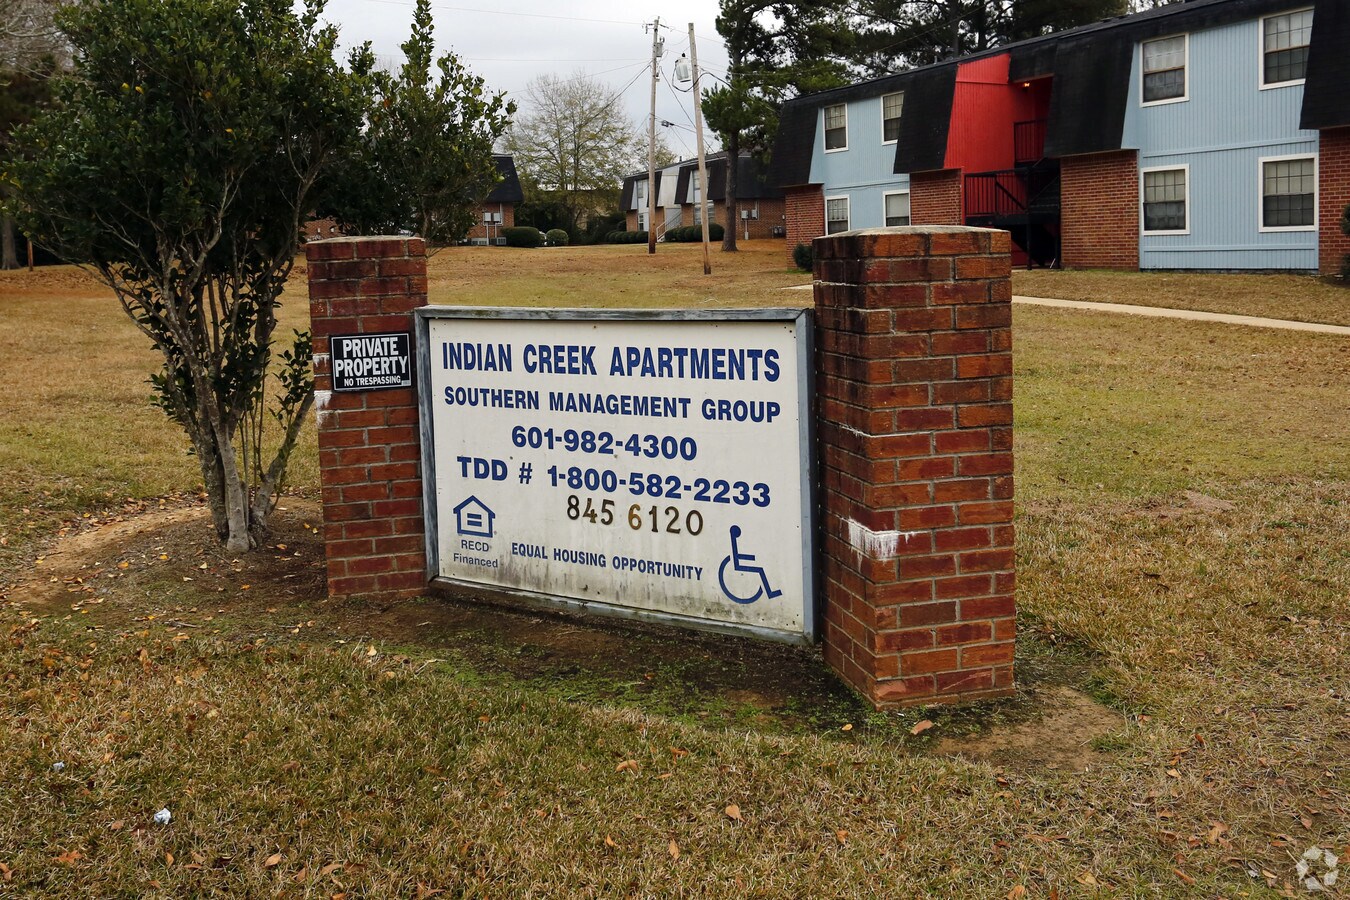 PRIVATE
PROPERTY
NO TRESPASSING
INDIAN CREEK APARTMENTS
SOUTHERN MANAGEMENT GROUP
601-982-4300
TDD # 1-800-582-2233
845 6120
RECD
Financed
EQUAL HOUSING OPPORTUNITY